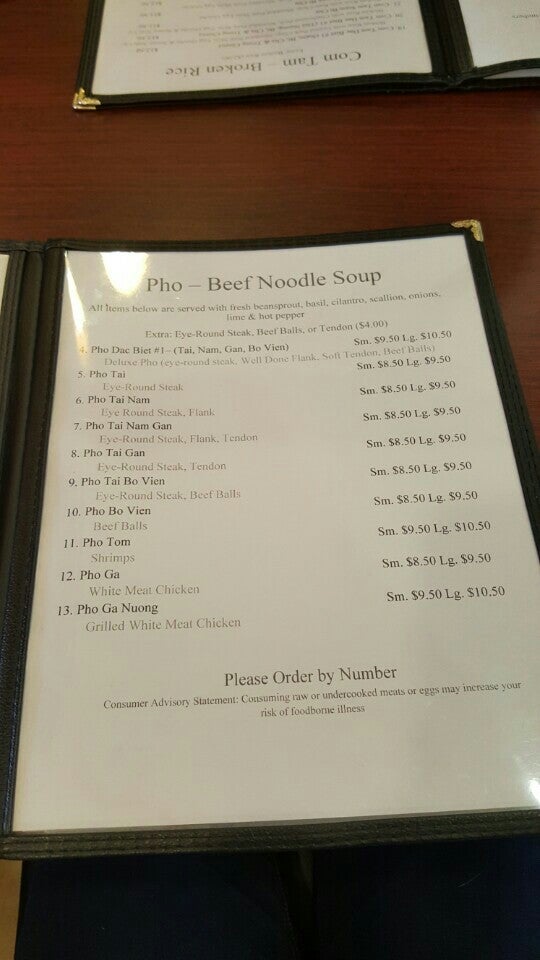 Com Tam - Broken Rice
Pho – Beef Noodle Soup
All items below are served with fresh beansprout, basil, cilantro, scallion, onions,
lime & hot pepper
Extra: Eye-Round Steak, Beef Balls, or Tendon ($4.00)
4. Pho Dac Biet #1- (Tai, Nam, Gan, Bo Vien) Sm. $9.50 Lg. $10.50
Deluxe Pho (eye-round steak, Well Done Flank, Soft Tendon, Beef Balls)
5. Pho Tai Sm. $8.50 Lg. $9.50
Eye-Round Steak
6. Pho Tai Nam Sm. $8.50 Lg. $9.50
Eye Round Steak, Flank
7. Pho Tai Nam Gan Sm. $8.50 Lg. $9.50
Eye-Round Steak, Flank, Tendon
8. Pho Tai Gan Sm. $8.50 Lg. $9.50
Eye-Round Steak, Tendon
9. Pho Tai Bo Vien Sm. $8.50 Lg. $9.50
Eye-Round Steak, Beef Balls
10. Pho Bo Vien Sm. $8.50 Lg. $9.50
Beef Balls
11. Pho Tom Sm. $9.50 Lg. $10.50
Shrimps
12. Pho Ga Sm. $8.50 Lg. $9.50
White Meat Chicken
13. Pho Ga Nuong Sm. $9.50 Lg. $10.50
Grilled White Meat Chicken
Please Order by Number
Consumer Advisory Statement: Consuming raw or undercooked meats or eggs may increase your
risk of foodborne illness